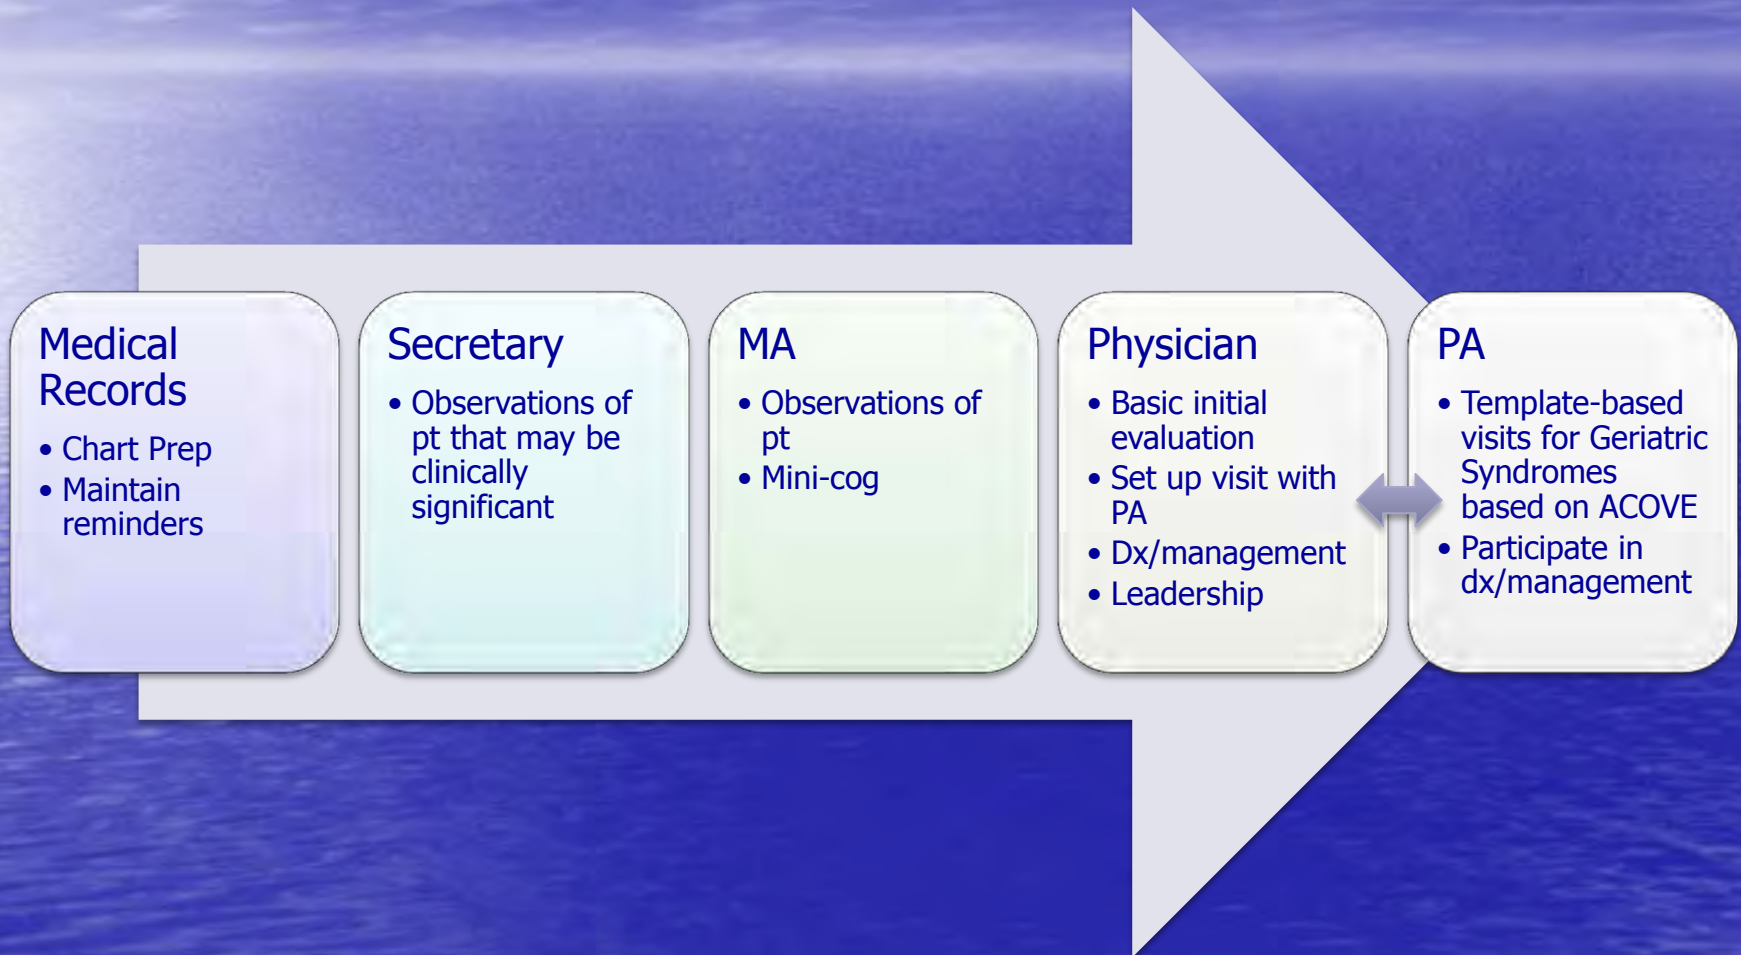 Medical
Records
• Chart Prep
• Maintain
reminders
Secretary
• Observations of
pt that may be
clinically
significant
MA
• Observations of
pt
• Mini-cog
Physician
• Basic initial
evaluation
• Set up visit with
PA
• Dx/management
• Leadership
PA
• Template-based
visits for Geriatric
Syndromes
based on ACOVE
• Participate in
dx/management